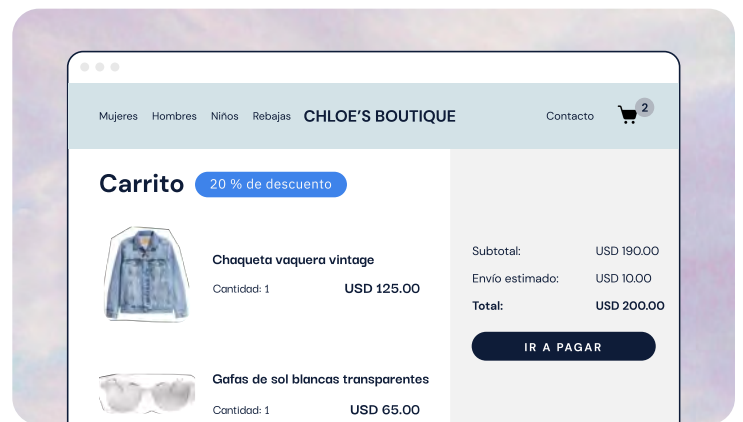 Mujeres Hombres Niños Rebajas CHLOE’S BOUTIQUE Contacto 2
Carrito 20 % de descuento
Chaqueta vaquera vintage
Cantidad: 1 USD 125.00
Gafas de sol blancas transparentes
Cantidad: 1 USD 65.00
Subtotal: USD 190.00
Envío estimado: USD 10.00
Total: USD 200.00
IR A PAGAR